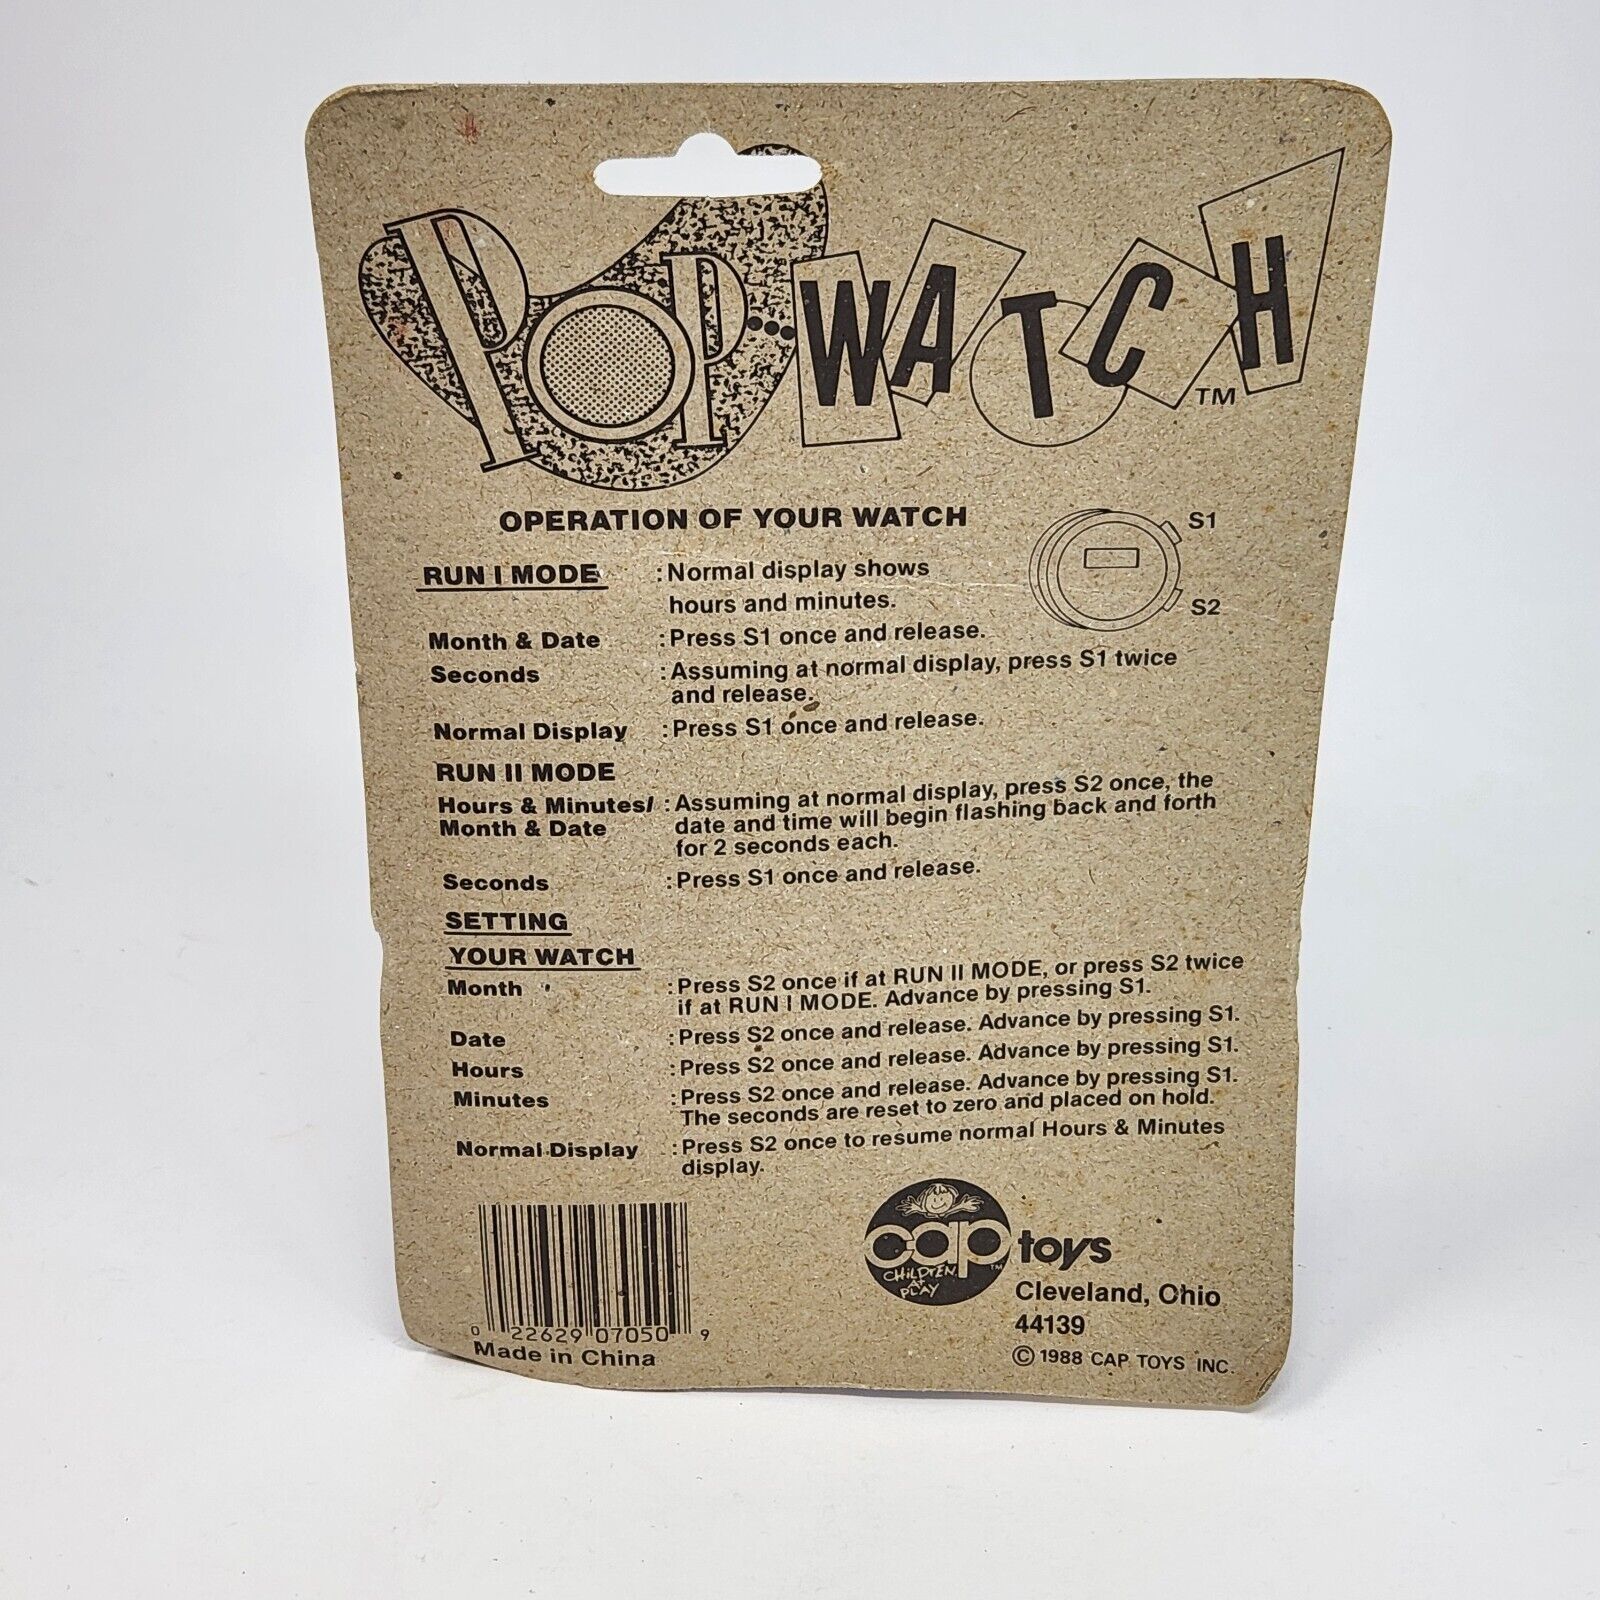 POP...WATCH™
OPERATION OF YOUR WATCH
S1
S2
RUN I MODE :Normal display shows
hours and minutes.
Month & Date :Press S1 once and release.
Seconds :Assuming at normal display, press S1 twice
and release.
Normal Display :Press S1 once and release.
RUN II MODE
Hours & Minutes/ :Assuming at normal display, press S2 once, the
Month & Date date and time will begin flashing back and forth
for 2 seconds each.
Seconds :Press S1 once and release.
SETTING
YOUR WATCH
Month :Press S2 once if at RUN II MODE, or press S2 twice
if at RUN I MODE. Advance by pressing S1.
Date :Press S2 once and release. Advance by pressing S1.
Hours :Press S2 once and release. Advance by pressing S1.
Minutes :Press S2 once and release. Advance by pressing S1.
The seconds are reset to zero and placed on hold.
Normal Display :Press S2 once to resume normal Hours & Minutes
display.
0 22629 07050 9
Made in China
cap™ toys
CHILDREN
AT
PLAY
Cleveland, Ohio
44139
© 1988 CAP TOYS INC.